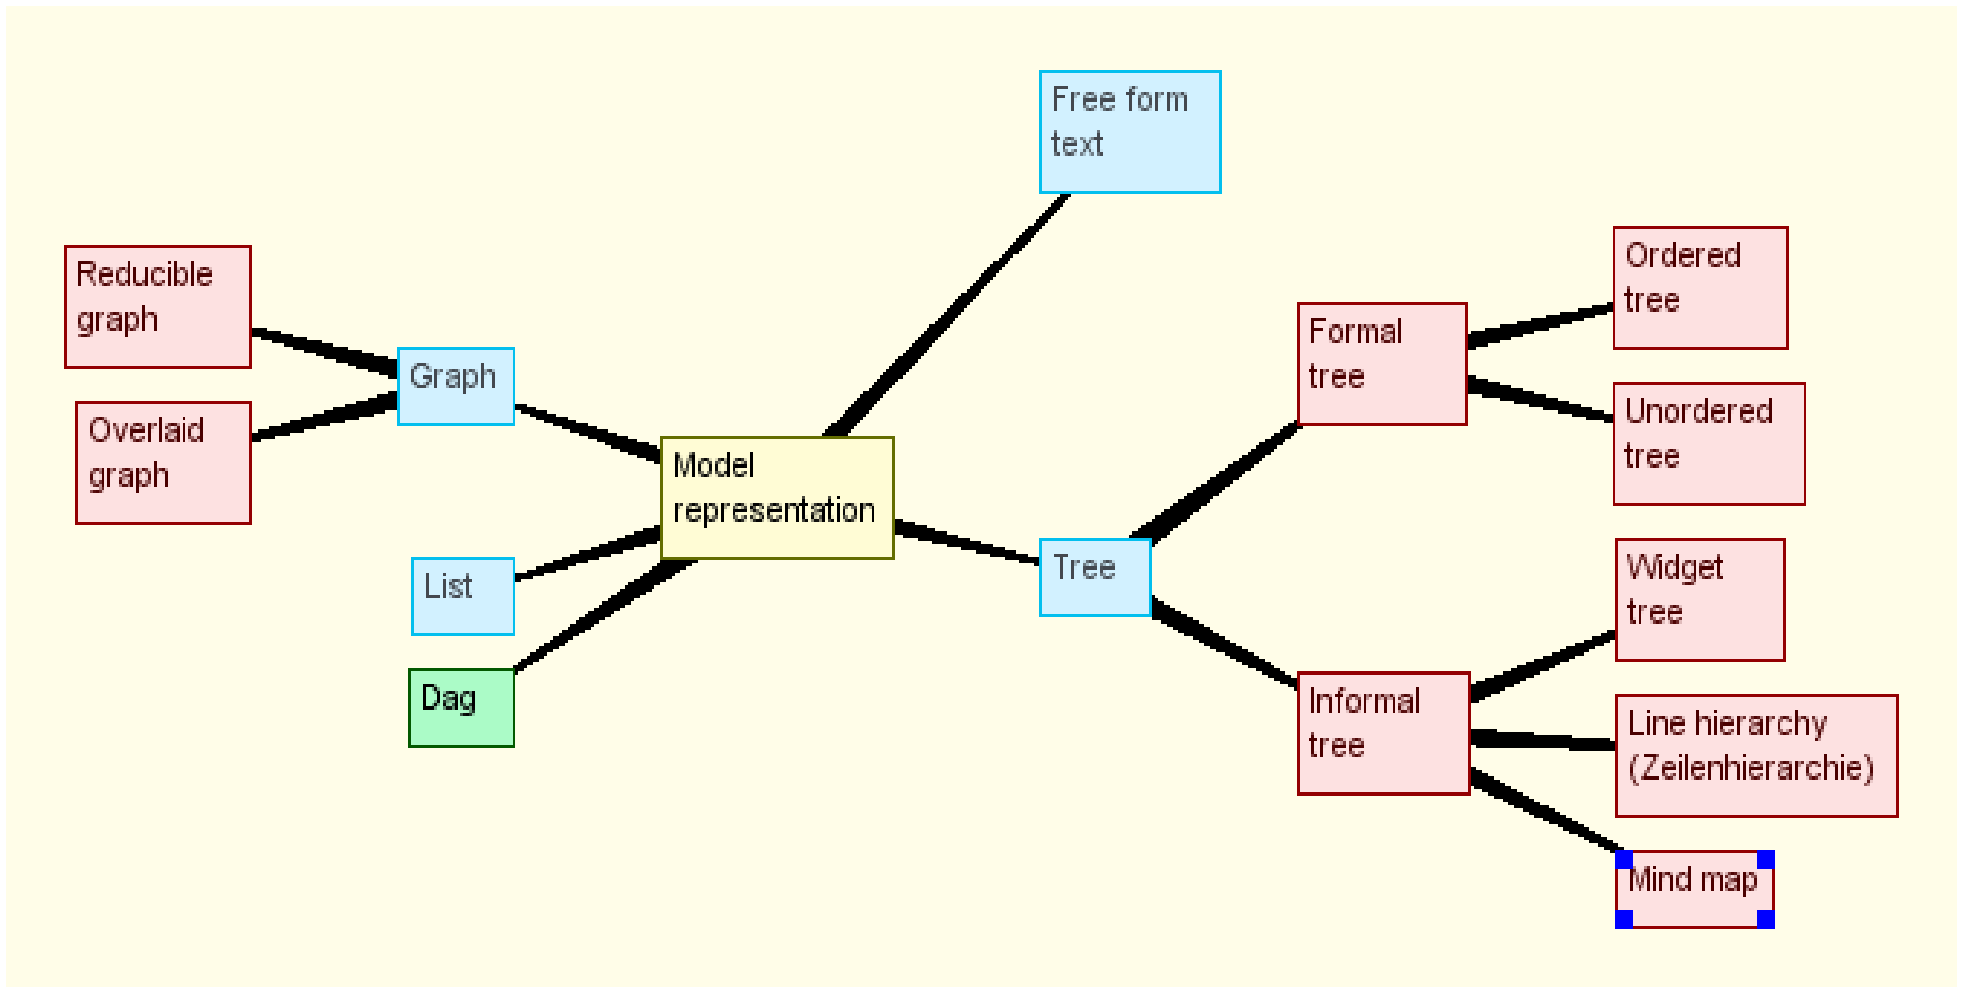 Free form
text
Reducible
graph
Overlaid
graph
Graph
Model
representation
List
Dag
Tree
Formal
tree
Ordered
tree
Unordered
tree
Informal
tree
Widget
tree
Line hierarchy
(Zeilenhierarchie)
Mind map